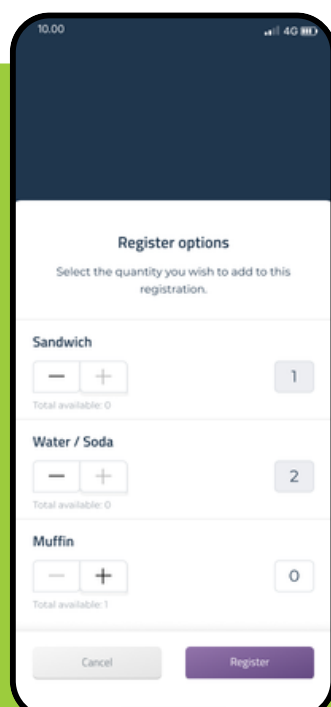 10.00 4G
Register options
Select the quantity you wish to add to this
registration.
Sandwich
1
Total available: 0
Water / Soda
2
Total available: 0
Muffin
0
Total available: 1
Cancel Register